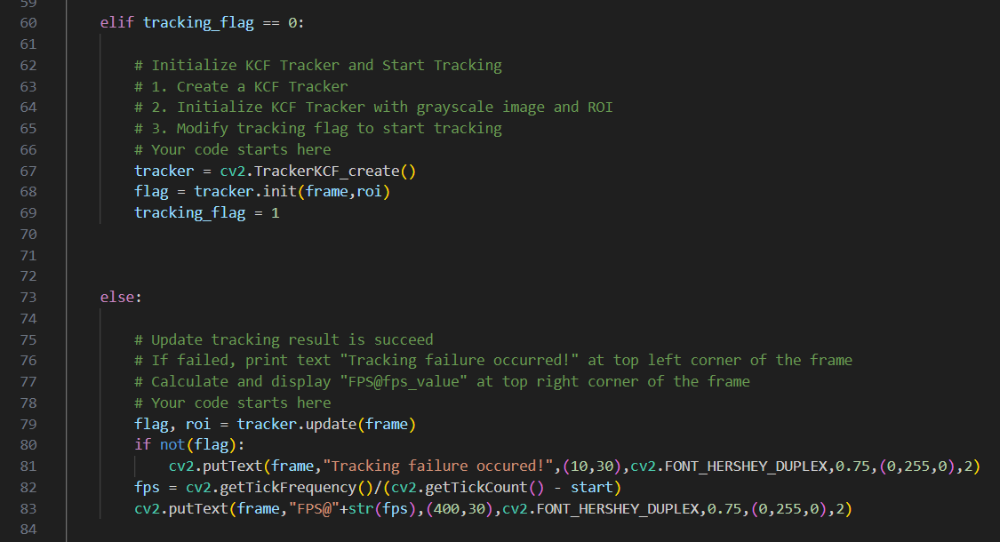 59
60 elif tracking_flag == 0:
61
62 # Initialize KCF Tracker and Start Tracking
63 # 1. Create a KCF Tracker
64 # 2. Initialize KCF Tracker with grayscale image and ROI
65 # 3. Modify tracking flag to start tracking
66 # Your code starts here
67 tracker = cv2.TrackerKCF_create()
68 flag = tracker.init(frame,roi)
69 tracking_flag = 1
70
71
72
73 else:
74
75 # Update tracking result is succeed
76 # If failed, print text "Tracking failure occurred!" at top left corner of the frame
77 # Calculate and display "FPS@fps_value" at top right corner of the frame
78 # Your code starts here
79 flag, roi = tracker.update(frame)
80 if not(flag):
81 cv2.putText(frame,"Tracking failure occured!",(10,30),cv2.FONT_HERSHEY_DUPLEX,0.75,(0,255,0),2)
82 fps = cv2.getTickFrequency()/(cv2.getTickCount() - start)
83 cv2.putText(frame,"FPS@"+str(fps),(400,30),cv2.FONT_HERSHEY_DUPLEX,0.75,(0,255,0),2)
84